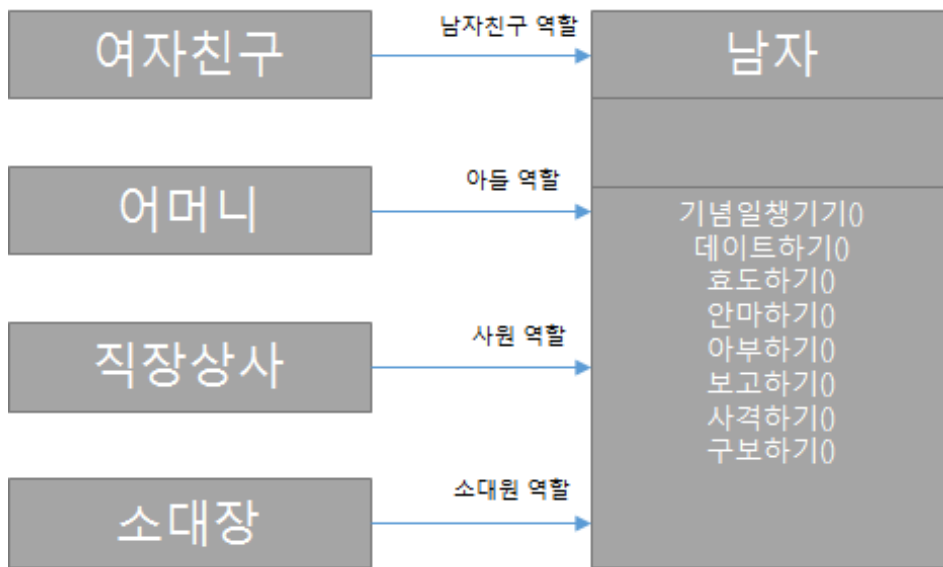 여자친구
남자친구 역할
남자
어머니
아들 역할
기념일챙기기()
데이트하기()
효도하기()
안마하기()
아부하기()
보고하기()
사격하기()
구보하기()
직장상사
사원 역할
소대장
소대원 역할